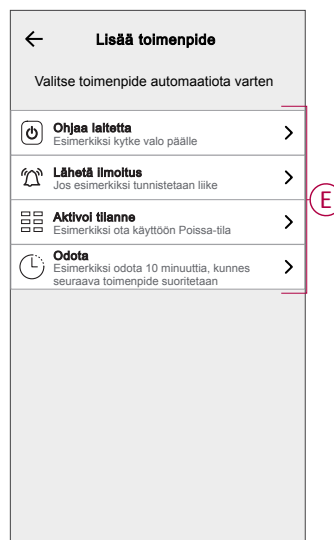 Lisää toimenpide
Valitse toimenpide automaatiota varten
Ohjaa laitetta
Esimerkiksi kytke valo päälle
Lähetä ilmoitus
Jos esimerkiksi tunnistetaan liike
Aktivoi tilanne
Esimerkiksi ota käyttöön Poissa-tila
Odota
Esimerkiksi odota 10 minuuttia, kunnes
seuraava toimenpide suoritetaan
E